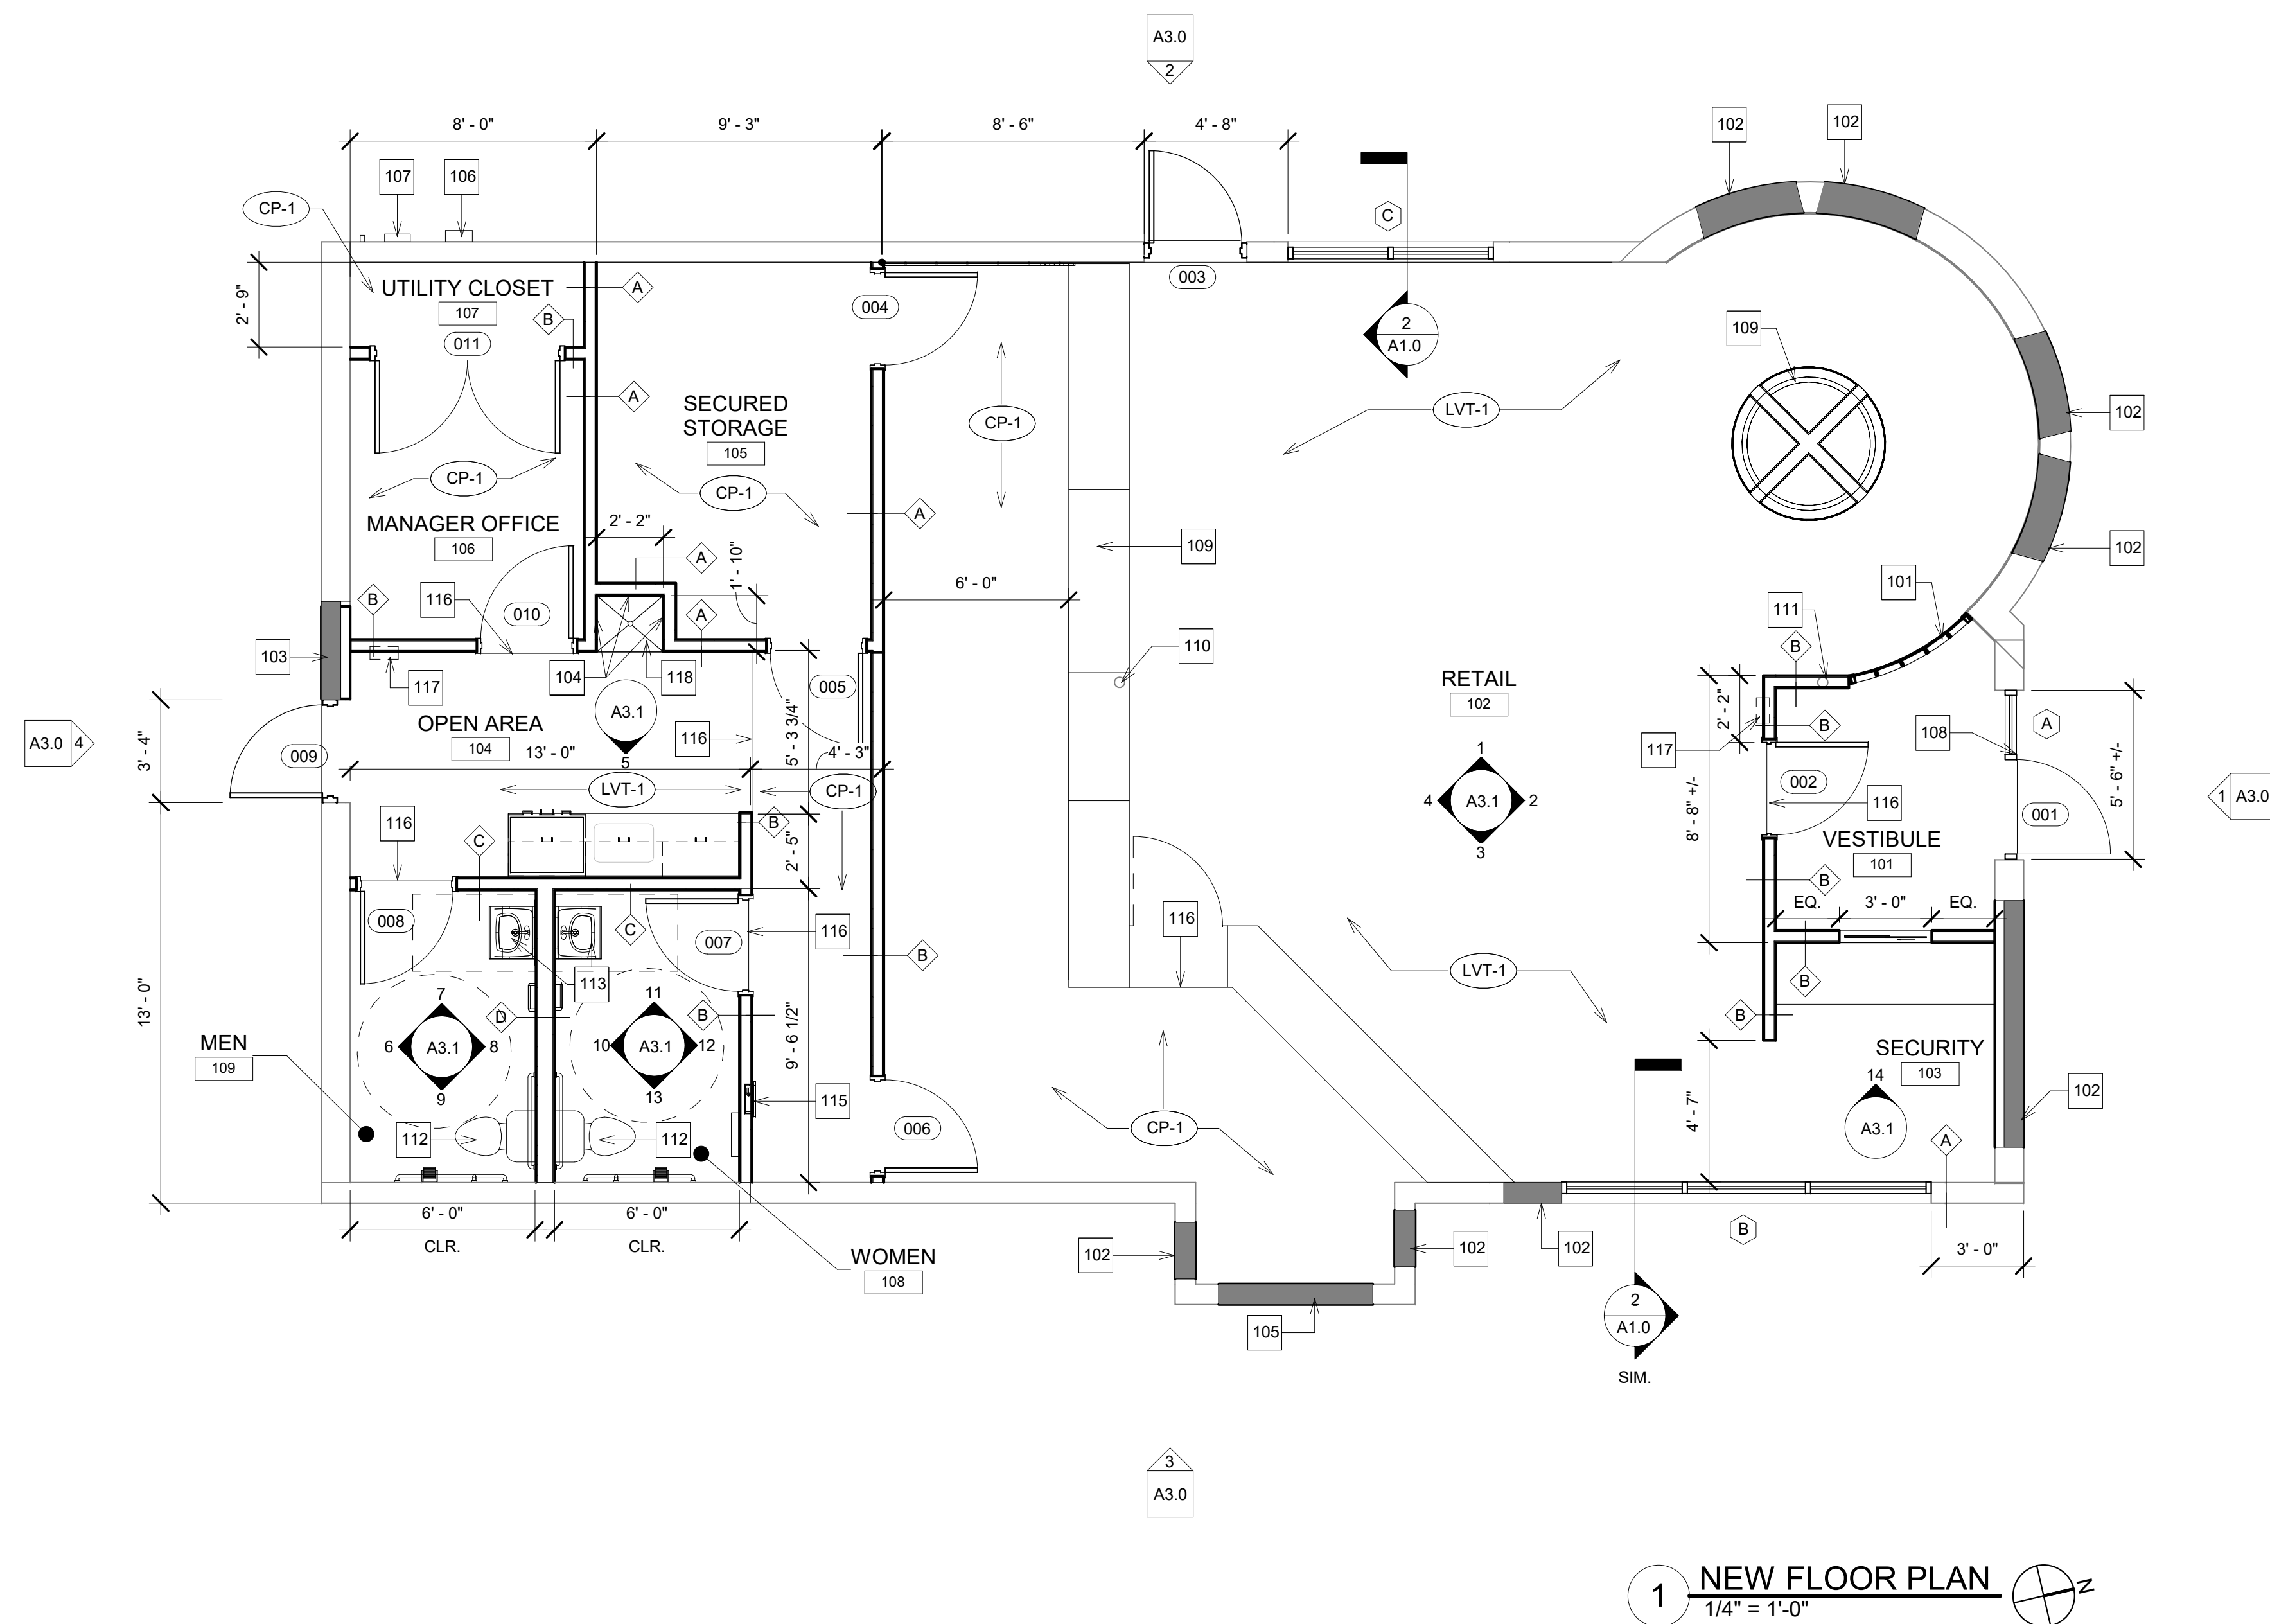 A3.0
2
8' - 0"
9' - 3"
8' - 6"
4' - 8"
102
102
107
106
CP-1
C
003
UTILITY CLOSET
107
A
B
011
004
2' - 9"
2
A1.0
109
A
SECURED
STORAGE
105
CP-1
LVT-1
102
CP-1
CP-1
A
MANAGER OFFICE
106
2' - 2"
A
1' - 10"
109
102
6' - 0"
101
111
B
116
010
A
B
103
104
118
110
117
005
RETAIL
102
2' - 2"
B
A3.1
5
OPEN AREA
104
13' - 0"
116
5' - 3 3/4"
4' - 3"
117
108
A
A3.0
4
3' - 4"
009
LVT-1
CP-1
1
4
A3.1
2
3
002
116
001
5' - 6" +/-
1
A3.0
8' - 8" +/-
116
C
B
2' - 5"
VESTIBULE
101
B
EQ.
3' - 0"
EQ.
008
C
007
116
116
B
LVT-1
B
113
13' - 0"
7
6
A3.1
8
9
D
11
10
A3.1
12
13
B
9' - 6 1/2"
B
MEN
109
SECURITY
103
14
A3.1
102
115
4' - 7"
112
112
006
CP-1
A
6' - 0"
CLR.
6' - 0"
CLR.
WOMEN
108
102
102
102
B
3' - 0"
105
2
A1.0
SIM.
3
A3.0
1
NEW FLOOR PLAN
1/4" = 1'-0"
N